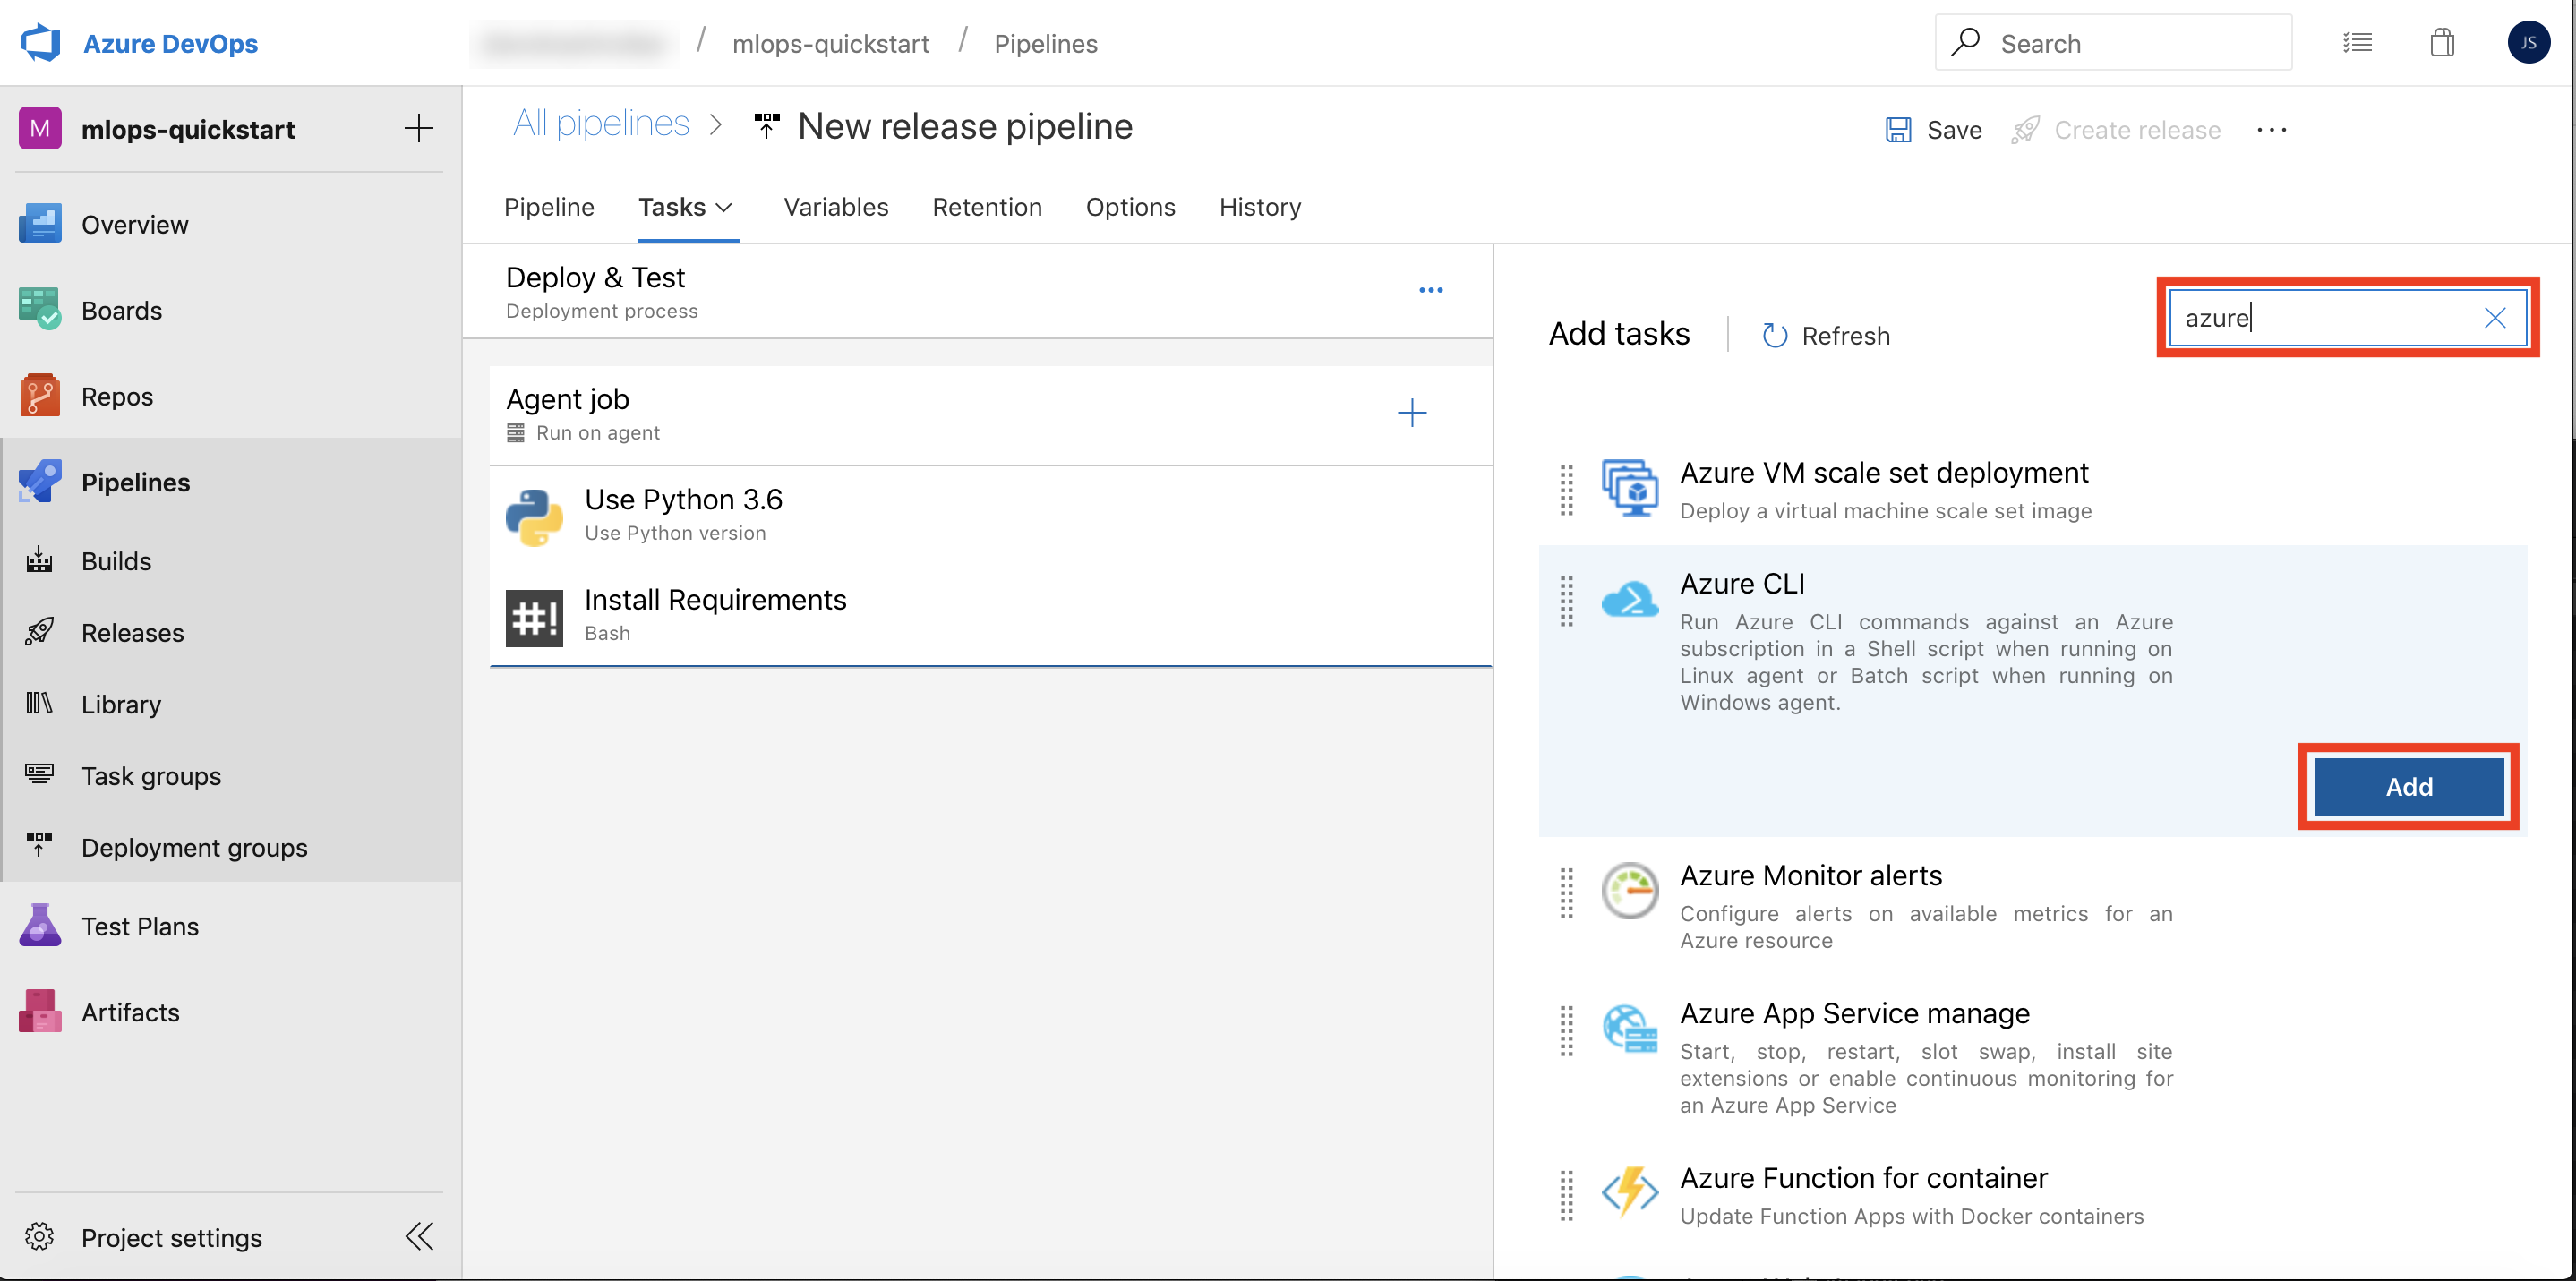 Azure DevOps
/ mlops-quickstart / Pipelines
Search
JS
M mlops-quickstart
Overview
Boards
Repos
Pipelines
Builds
Releases
Library
Task groups
Deployment groups
Test Plans
Artifacts
Project settings
All pipelines > New release pipeline
Save Create release ...
Pipeline Tasks Variables Retention Options History
Deploy & Test
Deployment process
Agent job
Run on agent
Use Python 3.6
Use Python version
#! Install Requirements
Bash
Add tasks | Refresh
azure
Azure VM scale set deployment
Deploy a virtual machine scale set image
Azure CLI
Run Azure CLI commands against an Azure
subscription in a Shell script when running on
Linux agent or Batch script when running on
Windows agent.
Add
Azure Monitor alerts
Configure alerts on available metrics for an
Azure resource
Azure App Service manage
Start, stop, restart, slot swap, install site
extensions or enable continuous monitoring for
an Azure App Service
Azure Function for container
Update Function Apps with Docker containers